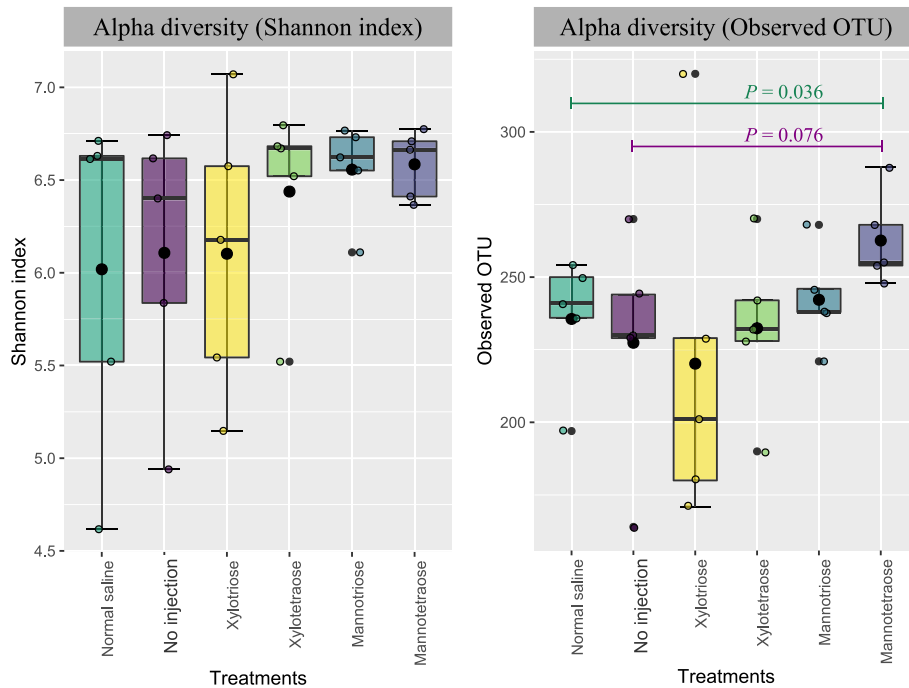 Alpha diversity (Shannon index)
Shannon index
7.0
6.5
6.0
5.5
5.0
4.5
Normal saline
No injection
Xylotriose
Xylotetraose
Mannotriose
Mannotetraose
Treatments
Alpha diversity (Observed OTU)
Observed OTU
300
250
200
P = 0.036
P = 0.076
Normal saline
No injection
Xylotriose
Xylotetraose
Mannotriose
Mannotetraose
Treatments